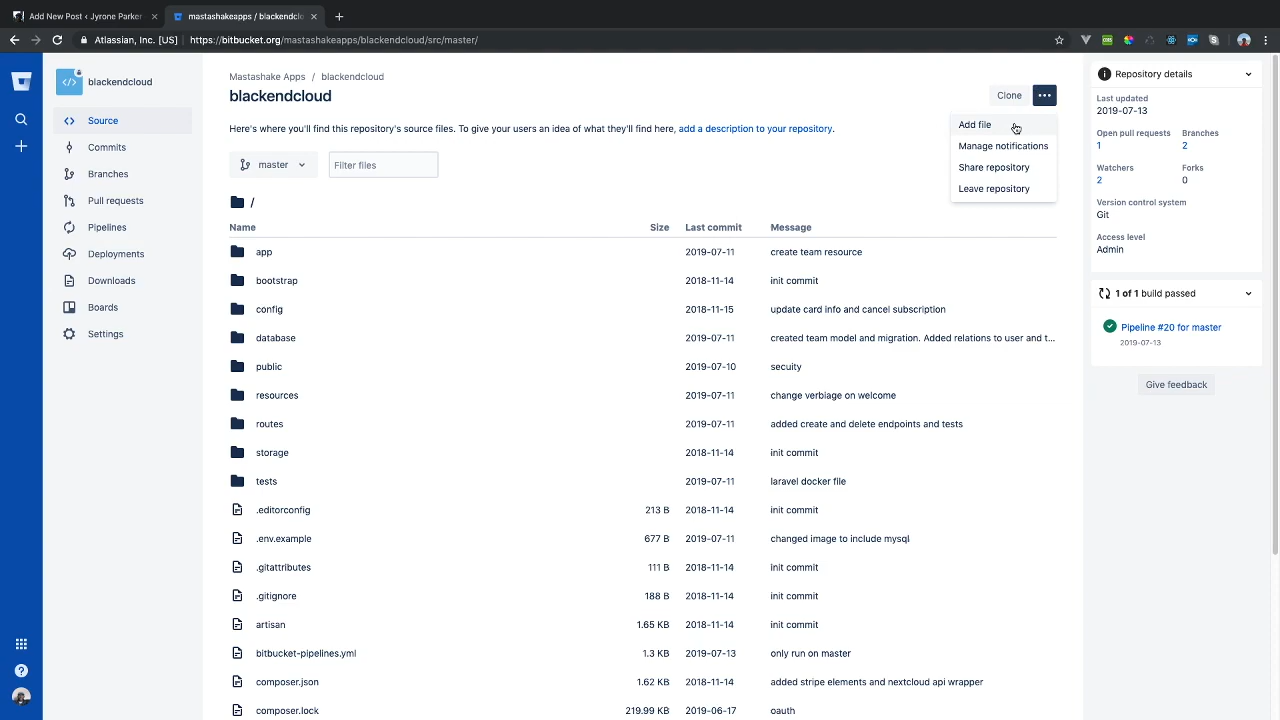 Add New Post ‹ Jyrone Parker
mastashakeapps / blackendclo
Atlassian, Inc. [US] https://bitbucket.org/mastashakeapps/blackendcloud/src/master/
blackendcloud
Source
Commits
Branches
Pull requests
Pipelines
Deployments
Downloads
Boards
Settings
Mastashake Apps / blackendcloud
blackendcloud
Clone
Here's where you'll find this repository's source files. To give your users an idea of what they'll find here, add a description to your repository.
Add file
Manage notifications
Share repository
Leave repository
master
Filter files
/
Name Size Last commit Message
app 2019-07-11 create team resource
bootstrap 2018-11-14 init commit
config 2018-11-15 update card info and cancel subscription
database 2019-07-11 created team model and migration. Added relations to user and t...
public 2019-07-10 secuity
resources 2019-07-11 change verbiage on welcome
routes 2019-07-11 added create and delete endpoints and tests
storage 2018-11-14 init commit
tests 2019-07-11 laravel docker file
.editorconfig 213 B 2018-11-14 init commit
.env.example 677 B 2019-07-11 changed image to include mysql
.gitattributes 111 B 2018-11-14 init commit
.gitignore 188 B 2018-11-14 init commit
artisan 1.65 KB 2018-11-14 init commit
bitbucket-pipelines.yml 1.3 KB 2019-07-13 only run on master
composer.json 1.62 KB 2018-11-14 added stripe elements and nextcloud api wrapper
composer.lock 219.99 KB 2019-06-17 oauth
Repository details
Last updated
2019-07-13
Open pull requests Branches
1 2
Watchers Forks
2 0
Version control system
Git
Access level
Admin
1 of 1 build passed
Pipeline #20 for master
2019-07-13
Give feedback